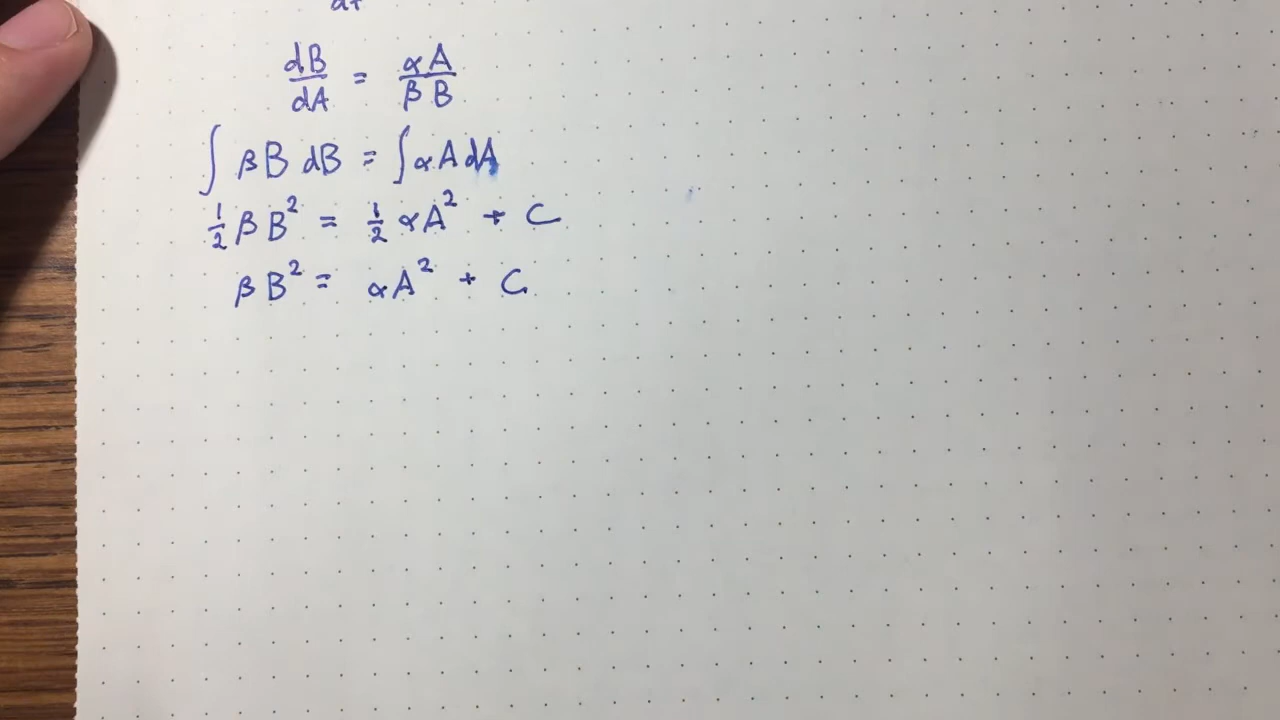 dB/dA = αA/βB
∫ βB dB = ∫ αA dA
½ βB² = ½ αA² + C
βB² = αA² + C